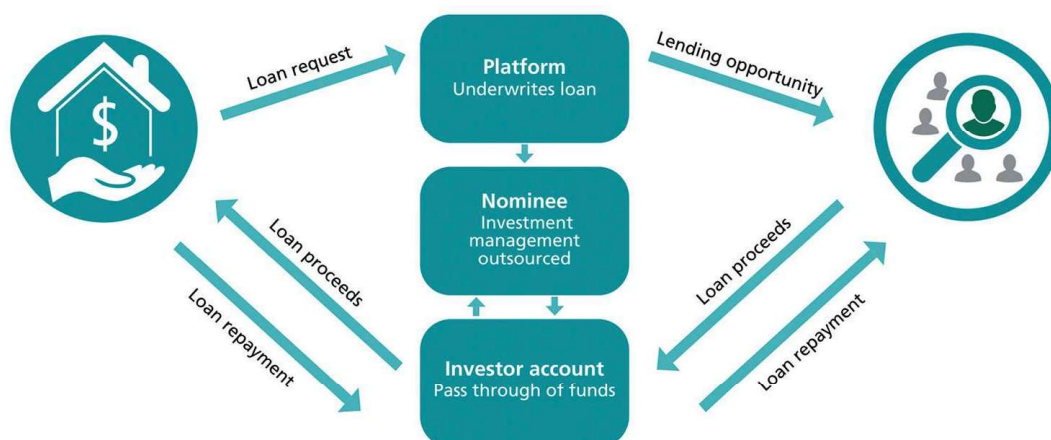 Loan request
Platform
Underwrites loan
Lending opportunity
$
Nominee
Investment
management
outsourced
Loan proceeds
Loan repayment
Loan proceeds
Loan repayment
Investor account
Pass through of funds